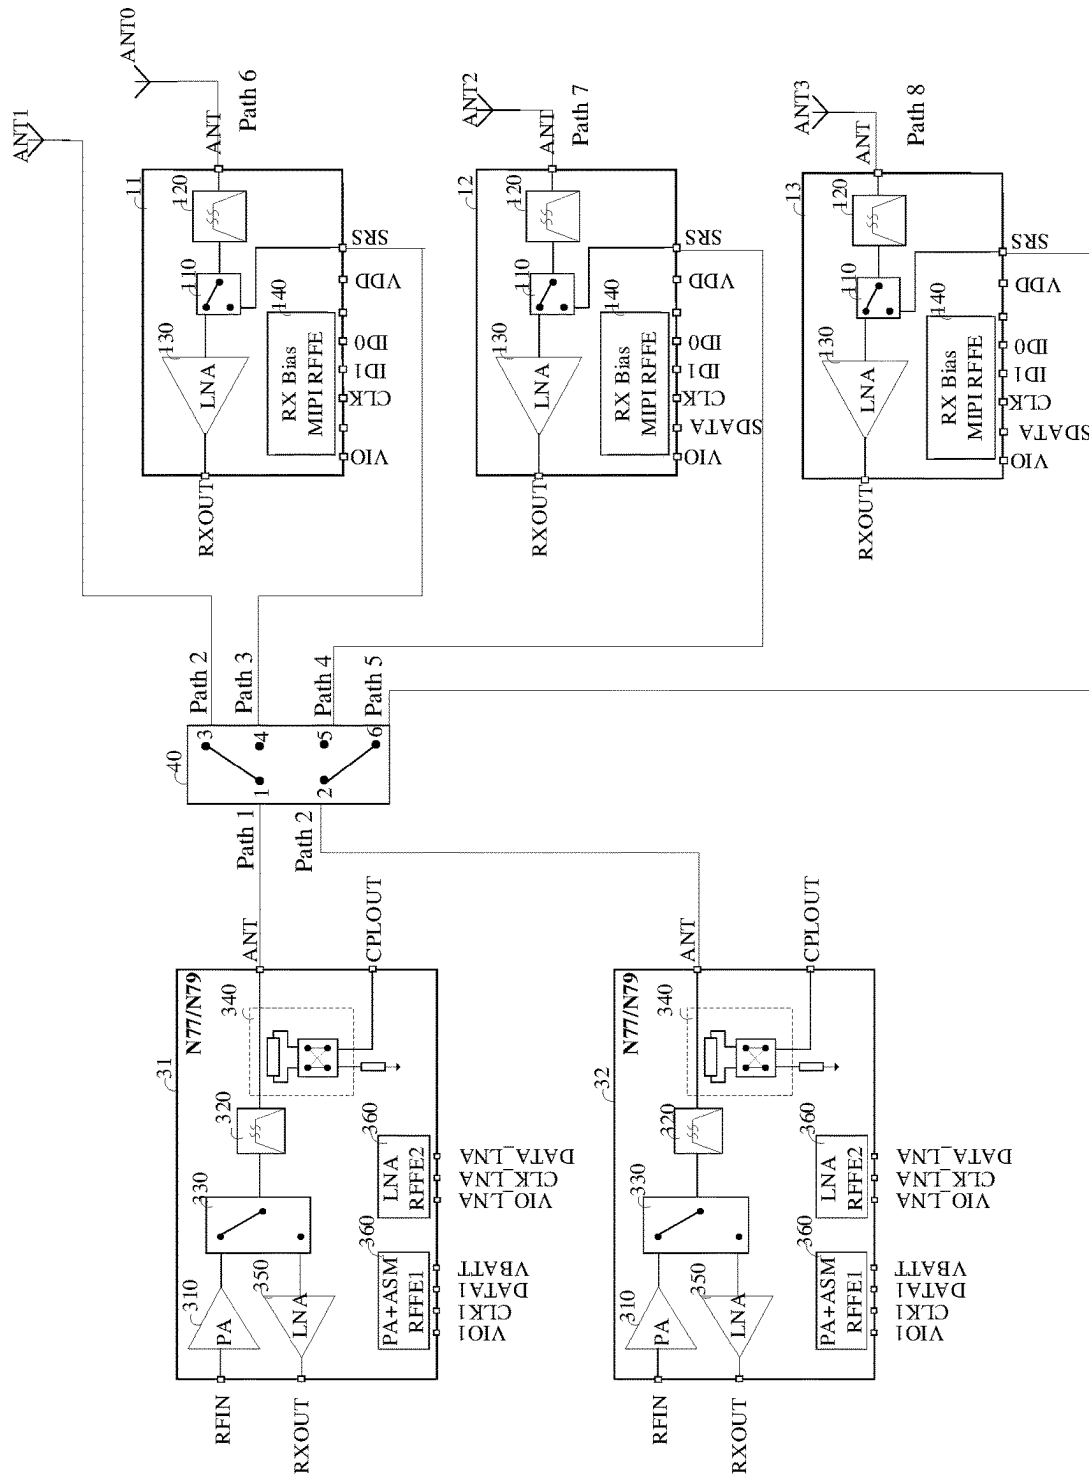 ANT1
ANT0
ANT2
ANT3
ANT
Path 6
ANT
Path 7
ANT
Path 8
11
120
110
130
LNA
140
RX Bias
MIPI RFFE
SRS
VDD
ID0
ID1
CLK
VIO
RXOUT
12
120
110
130
LNA
140
RX Bias
MIPI RFFE
SRS
VDD
ID0
ID1
CLK
SDATA
VIO
RXOUT
13
120
110
130
LNA
140
RX Bias
MIPI RFFE
SRS
VDD
ID0
ID1
CLK
SDATA
VIO
RXOUT
Path 2
Path 3
Path 4
Path 5
40
3
4
5
6
1
2
Path 1
Path 2
ANT
CPLOUT
31
N77/N79
340
320
330
310
PA
350
LNA
360
LNA
RFFE2
360
PA+ASM
RFFE1
DATA_LNA
CLK_LNA
VIO_LNA
VBATT
DATA1
CLK1
VIO1
RFIN
RXOUT
ANT
CPLOUT
32
N77/N79
340
320
330
310
PA
350
LNA
360
LNA
RFFE2
360
PA+ASM
RFFE1
DATA_LNA
CLK_LNA
VIO_LNA
VBATT
DATA1
CLK1
VIO1
RFIN
RXOUT